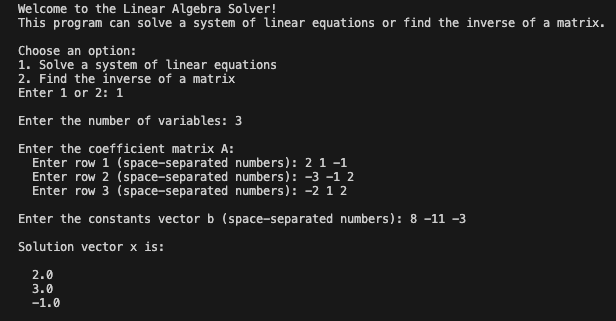 Welcome to the Linear Algebra Solver!
This program can solve a system of linear equations or find the inverse of a matrix.
Choose an option:
1. Solve a system of linear equations
2. Find the inverse of a matrix
Enter 1 or 2: 1
Enter the number of variables: 3
Enter the coefficient matrix A:
Enter row 1 (space-separated numbers): 2 1 -1
Enter row 2 (space-separated numbers): -3 -1 2
Enter row 3 (space-separated numbers): -2 1 2
Enter the constants vector b (space-separated numbers): 8 -11 -3
Solution vector x is:
2.0
3.0
-1.0